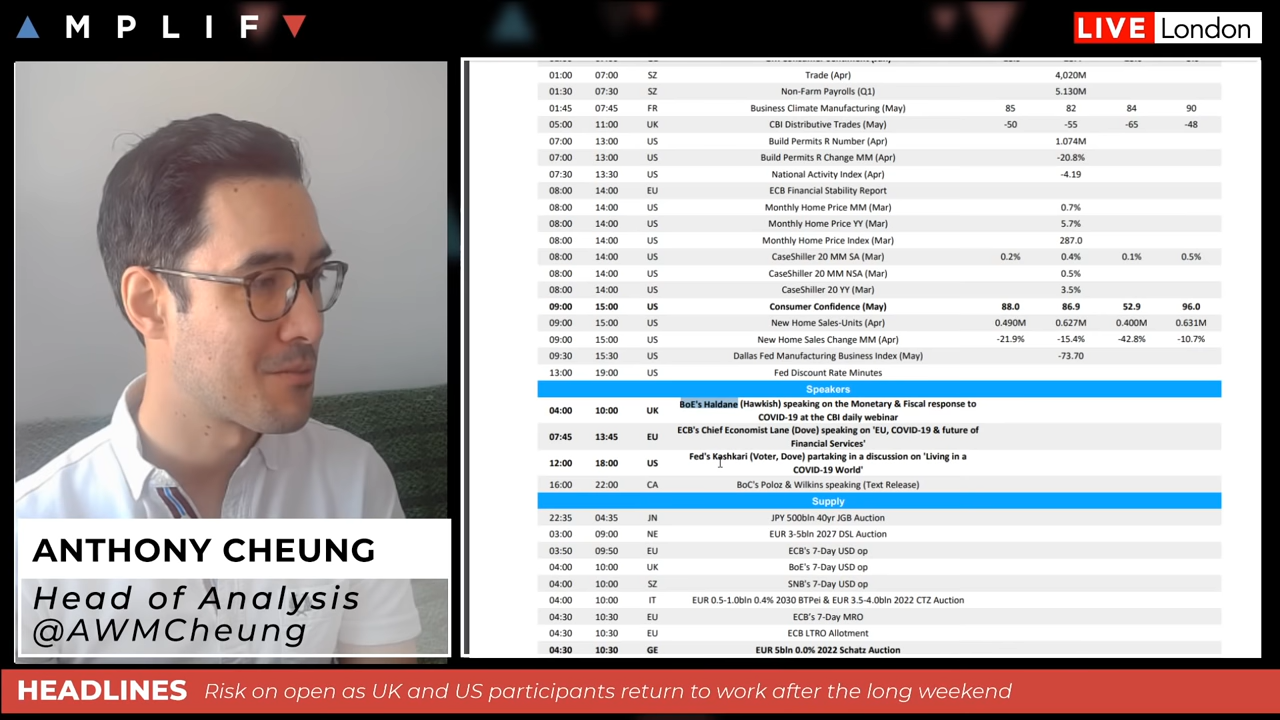 AMPLIFY
LIVE London
01:00 07:00 SZ Trade (Apr) 4,020M
01:30 07:30 SZ Non-Farm Payrolls (Q1) 5.130M
01:45 07:45 FR Business Climate Manufacturing (May) 85 82 84 90
05:00 11:00 UK CBI Distributive Trades (May) -50 -55 -65 -48
07:00 13:00 US Build Permits R Number (Apr) 1.074M
07:00 13:00 US Build Permits R Change MM (Apr) -20.8%
07:30 13:30 US National Activity Index (Apr) -4.19
08:00 14:00 EU ECB Financial Stability Report
08:00 14:00 US Monthly Home Price MM (Mar) 0.7%
08:00 14:00 US Monthly Home Price YY (Mar) 5.7%
08:00 14:00 US Monthly Home Price Index (Mar) 287.0
08:00 14:00 US CaseShiller 20 MM SA (Mar) 0.2% 0.4% 0.1% 0.5%
08:00 14:00 US CaseShiller 20 MM NSA (Mar) 0.5%
08:00 14:00 US CaseShiller 20 YY (Mar) 3.5%
09:00 15:00 US Consumer Confidence (May) 88.0 86.9 52.9 96.0
09:00 15:00 US New Home Sales-Units (Apr) 0.490M 0.627M 0.400M 0.631M
09:00 15:00 US New Home Sales Change MM (Apr) -21.9% -15.4% -42.8% -10.7%
09:30 15:30 US Dallas Fed Manufacturing Business Index (May) -73.70
13:00 19:00 US Fed Discount Rate Minutes
Speakers
04:00 10:00 UK BoE's Haldane (Hawkish) speaking on the Monetary & Fiscal response to
COVID-19 at the CBI daily webinar
07:45 13:45 EU ECB's Chief Economist Lane (Dove) speaking on 'EU, COVID-19 & future of
Financial Services'
12:00 18:00 US Fed's Kashkari (Voter, Dove) partaking in a discussion on 'Living in a
COVID-19 World'
16:00 22:00 CA BoC's Poloz & Wilkins speaking (Text Release)
Supply
22:35 04:35 JN JPY 500bln 40yr JGB Auction
03:00 09:00 NE EUR 3-5bln 2027 DSL Auction
03:50 09:50 EU ECB's 7-Day USD op
04:00 10:00 UK BoE's 7-Day USD op
04:00 10:00 SZ SNB's 7-Day USD op
04:00 10:00 IT EUR 0.5-1.0bln 0.4% 2030 BTPei & EUR 3.5-4.0bln 2022 CTZ Auction
04:30 10:30 EU ECB's 7-Day MRO
04:30 10:30 EU ECB LTRO Allotment
04:30 10:30 GE EUR 5bln 0.0% 2022 Schatz Auction
ANTHONY CHEUNG
Head of Analysis
@AWMCheung
HEADLINES Risk on open as UK and US participants return to work after the long weekend